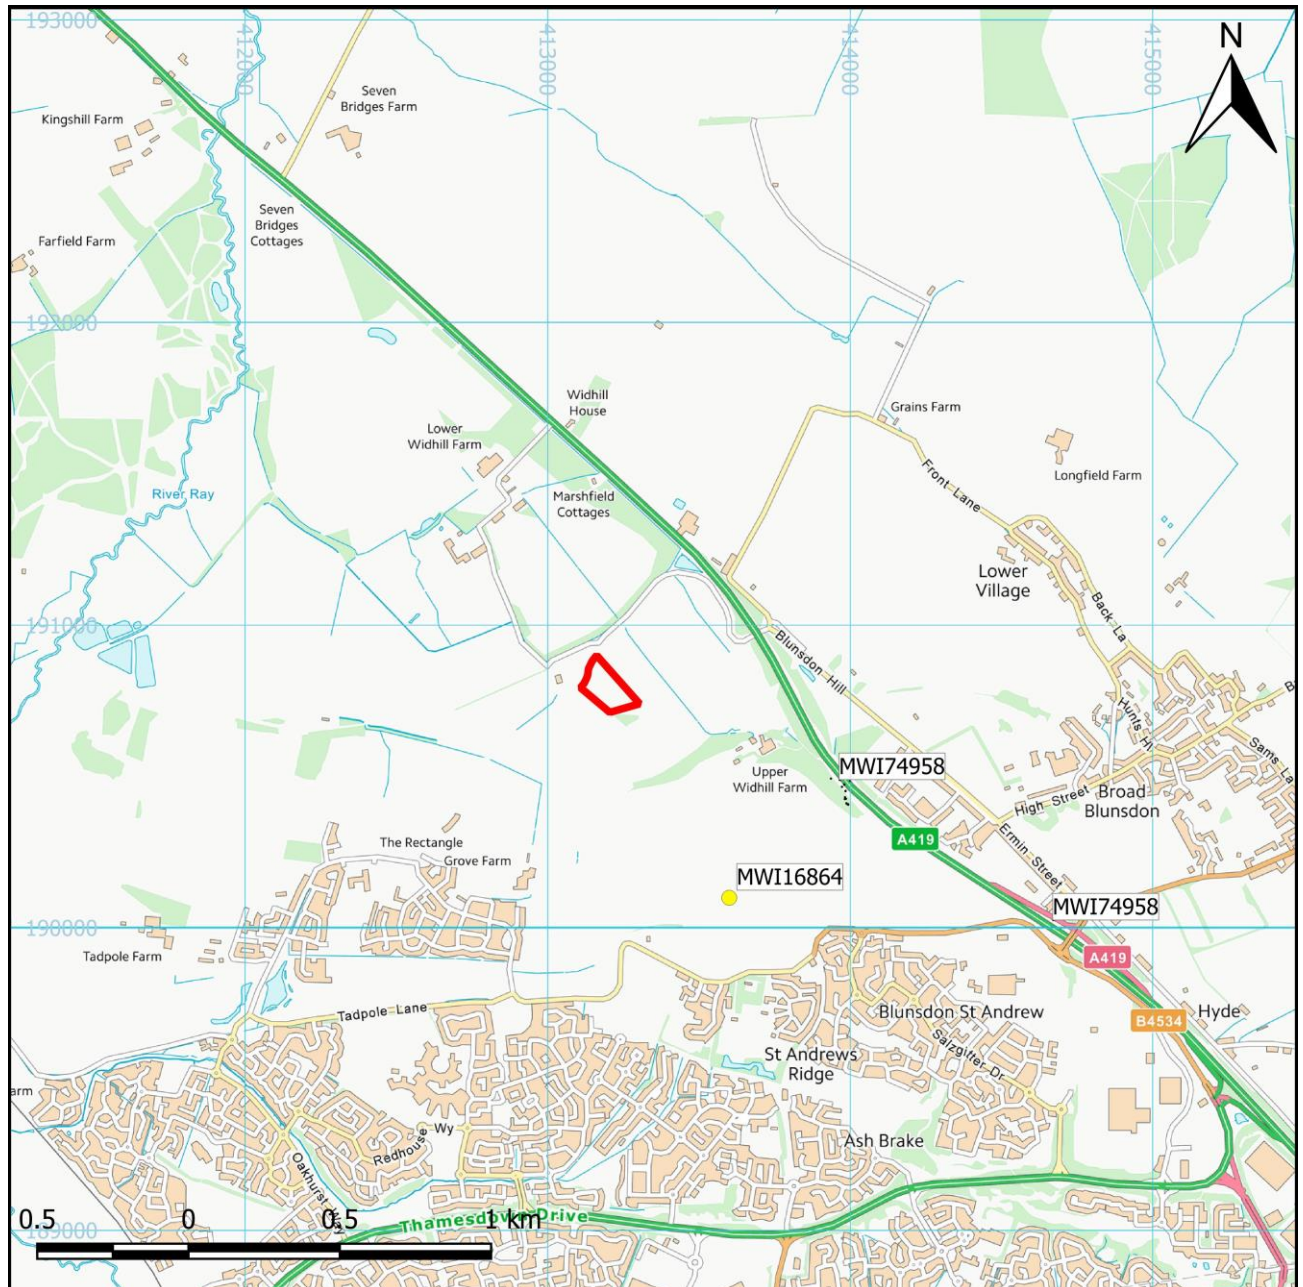 193000
412000
413000
414000
415000
N
Seven
Bridges Farm
Kingshill Farm
Seven
Bridges
Cottages
Farfield Farm
192000
Widhill
House
Grains Farm
Lower
Widhill Farm
Front Lane
Longfield Farm
River Ray
Marshfield
Cottages
Lower
Village
Back La
191000
Blunsdon Hill
Hunts Hl
Sams La
MWI74958
Upper
Widhill Farm
High Street
Broad
Blunsdon
The Rectangle
A419
Grove Farm
Ermin Street
MWI16864
MWI74958
190000
Tadpole Farm
A419
Tadpole Lane
Blunsdon St Andrew
Hyde
B4534
Salzgitter Dr
St Andrews
Ridge
arm
Redhouse Wy
Ash Brake
Oakhurst Wy
Thamesdown Drive
189000
0.5 0 0.5 1 km